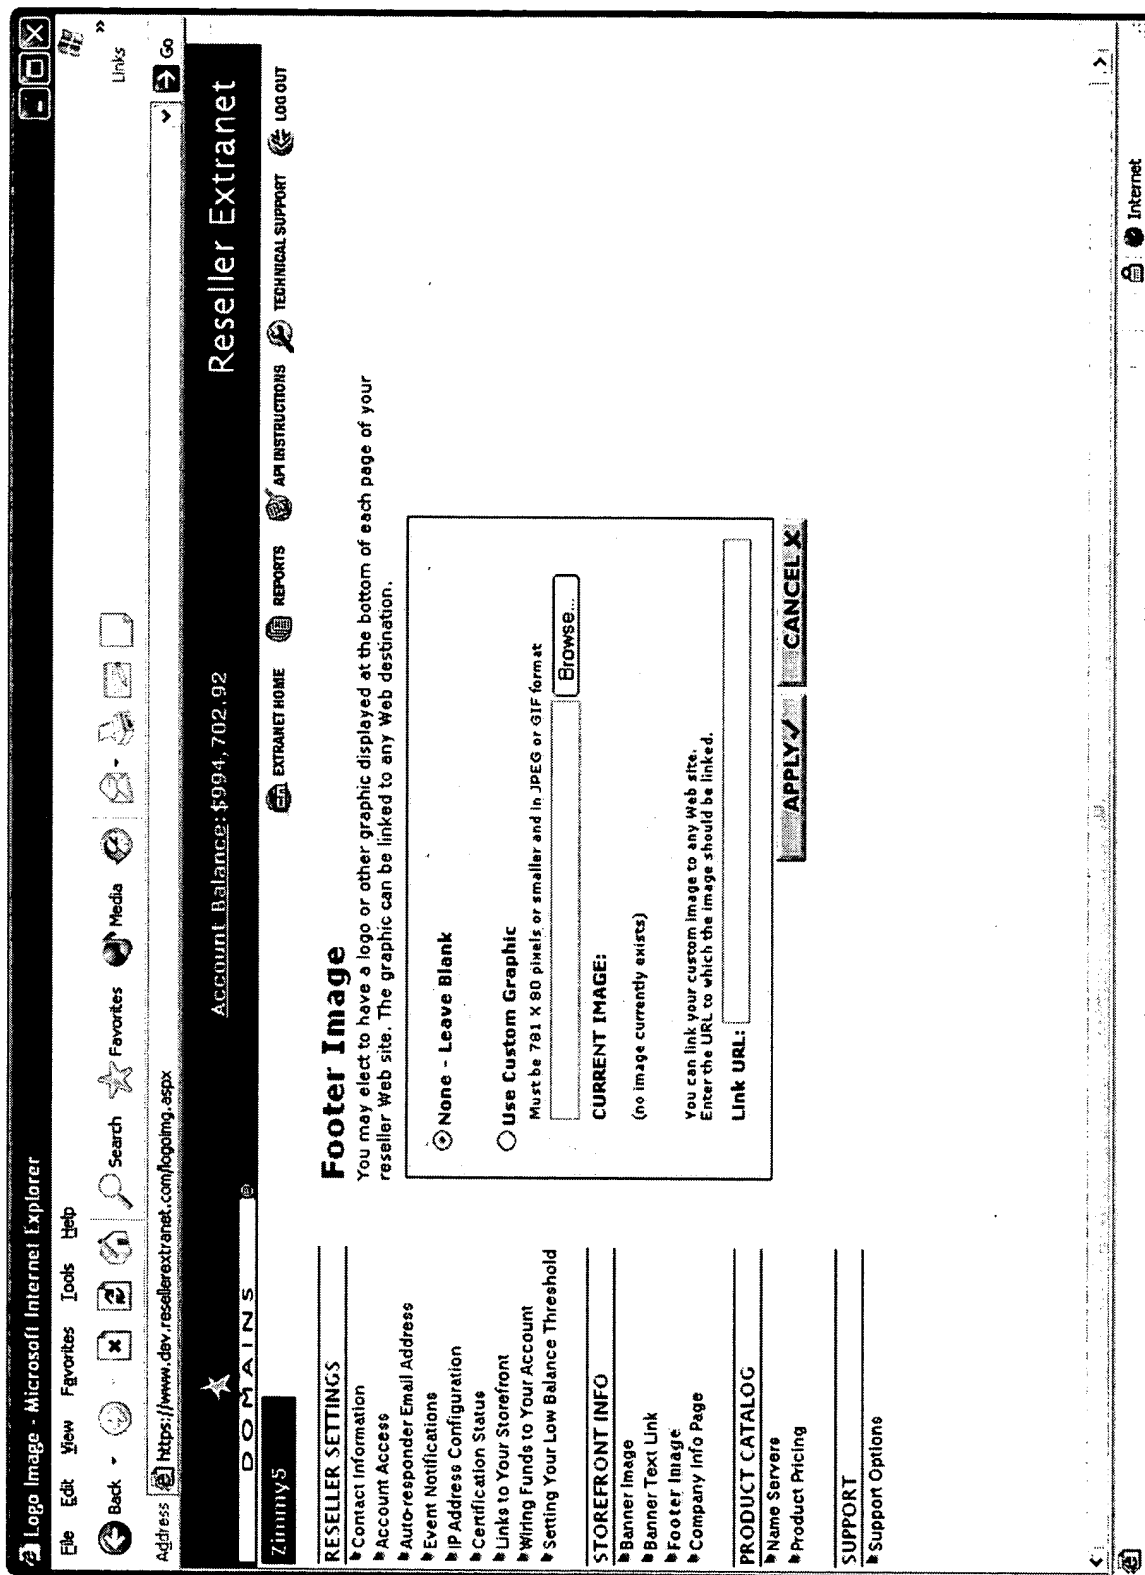 Logo Image - Microsoft Internet Explorer
File Edit View Favorites Tools Help
Back Search Favorites Media
Address https://www.dev.resellerextranet.com/logoimg.aspx Go Links »
DOMAINS
Account Balance:$994,702.92
Reseller Extranet
Zimmy5
EXTRANET HOME REPORTS API INSTRUCTIONS TECHNICAL SUPPORT LOG OUT
RESELLER SETTINGS
Contact Information
Account Access
Auto-responder Email Address
Event Notifications
IP Address Configuration
Certification Status
Links to Your Storefront
Wiring Funds to Your Account
Setting Your Low Balance Threshold
STOREFRONT INFO
Banner Image
Banner Text Link
Footer Image
Company Info Page
PRODUCT CATALOG
Name Servers
Product Pricing
SUPPORT
Support Options
Footer Image
You may elect to have a logo or other graphic displayed at the bottom of each page of your
reseller Web site. The graphic can be linked to any Web destination.
None - Leave Blank
Use Custom Graphic
Must be 781 X 80 pixels or smaller and in JPEG or GIF format
Browse...
CURRENT IMAGE:
(no image currently exists)
You can link your custom image to any Web site.
Enter the URL to which the image should be linked.
Link URL:
APPLY CANCEL X
Internet